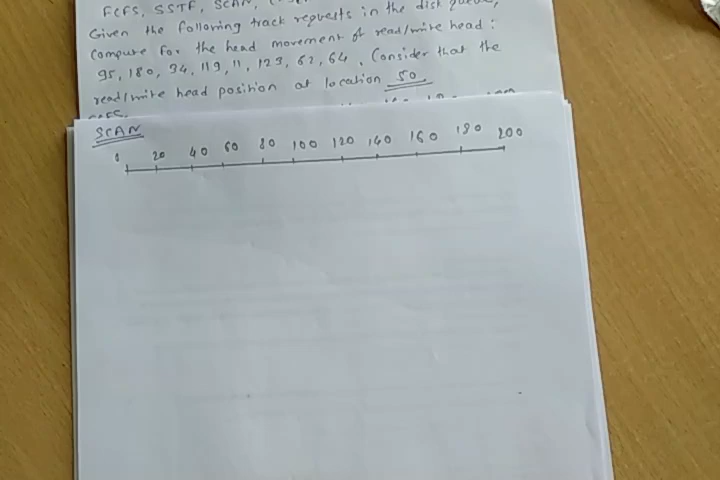 FCFS, SSTF, SCAN,
Given the following track requests in the disk queue,
Compute for the head movement of read/write head:
95, 180, 34, 119, 11, 123, 62, 64. Consider that the
read/write head position at location 50.
SCAN
0 20 40 60 80 100 120 140 160 180 200